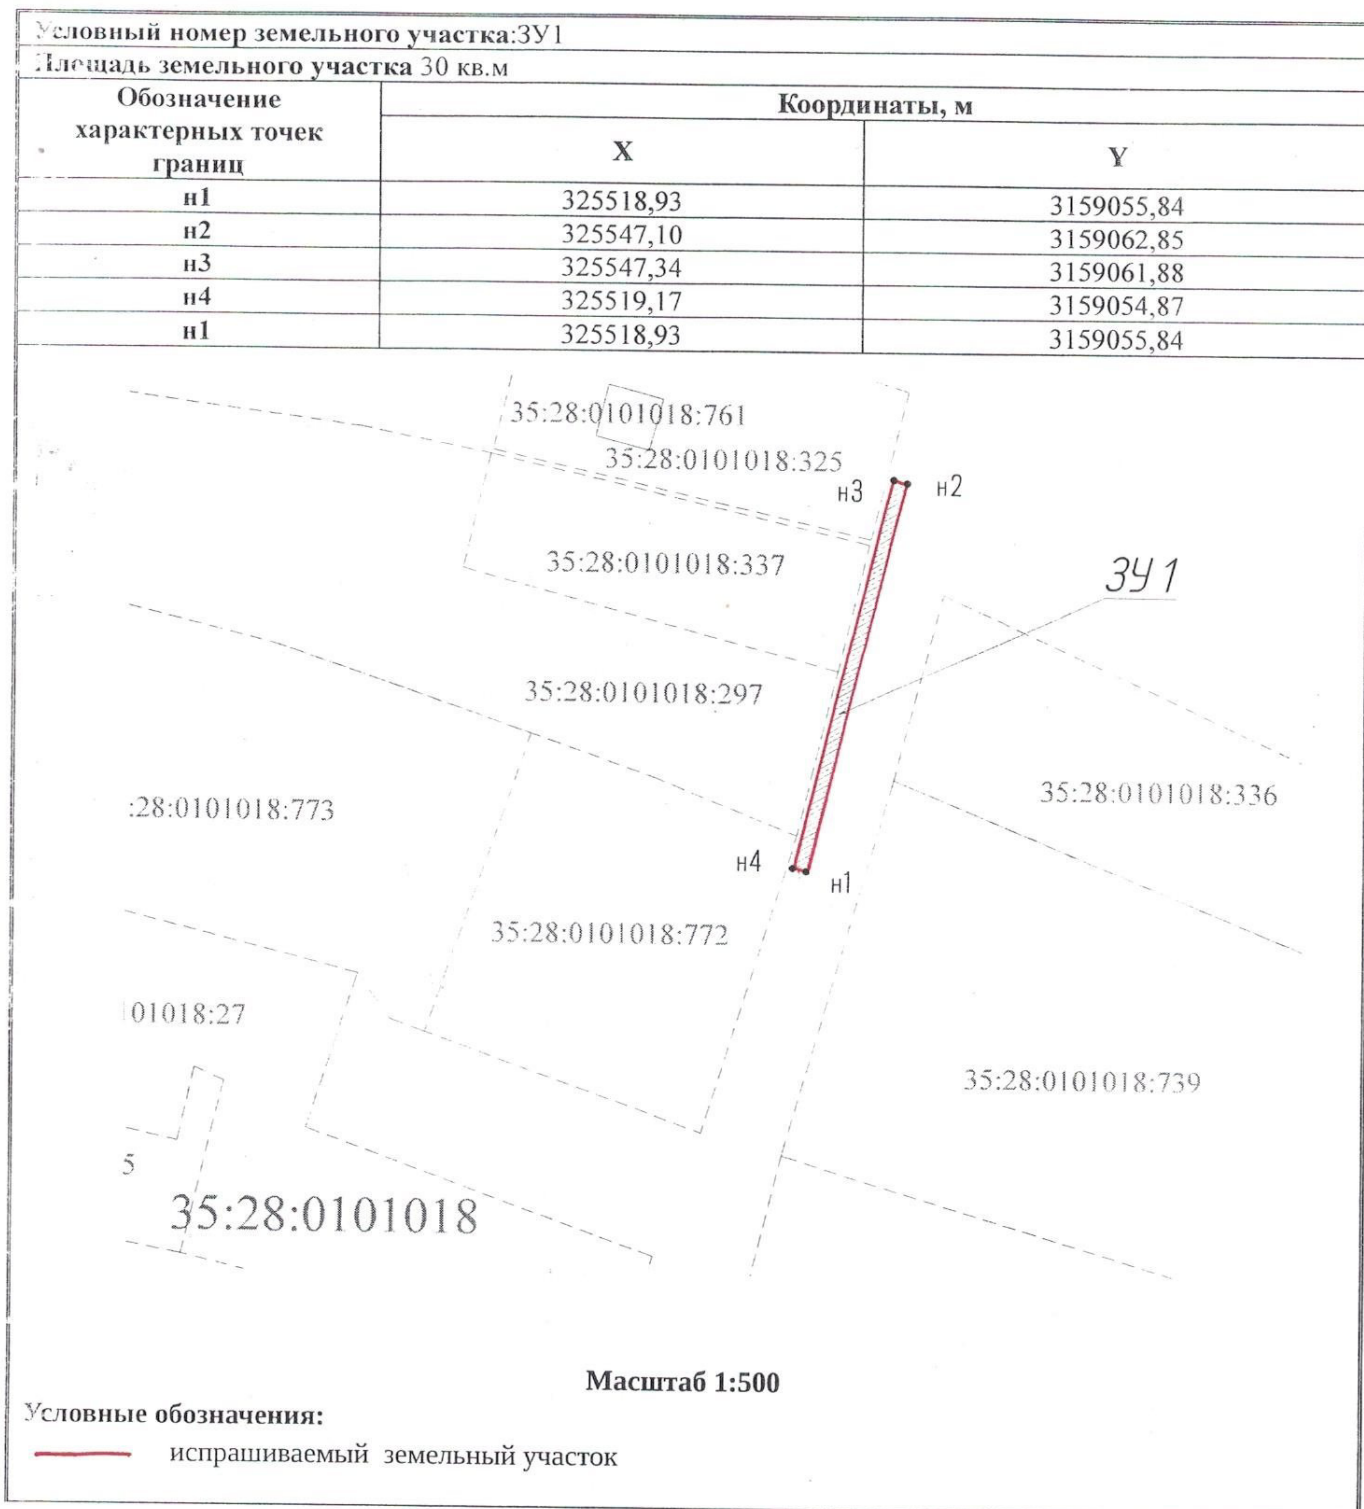 Условный номер земельного участка:ЗУ1
Площадь земельного участка 30 кв.м
Обозначение характерных точек границ
Координаты, м
X
Y
н1 325518,93 3159055,84
н2 325547,10 3159062,85
н3 325547,34 3159061,88
н4 325519,17 3159054,87
н1 325518,93 3159055,84
35:28:0101018:761
35:28:0101018:325
н3
н2
35:28:0101018:337
ЗУ 1
35:28:0101018:297
35:28:0101018:336
:28:0101018:773
н4
н1
35:28:0101018:772
01018:27
35:28:0101018:739
5
35:28:0101018
Масштаб 1:500
Условные обозначения:
испрашиваемый земельный участок